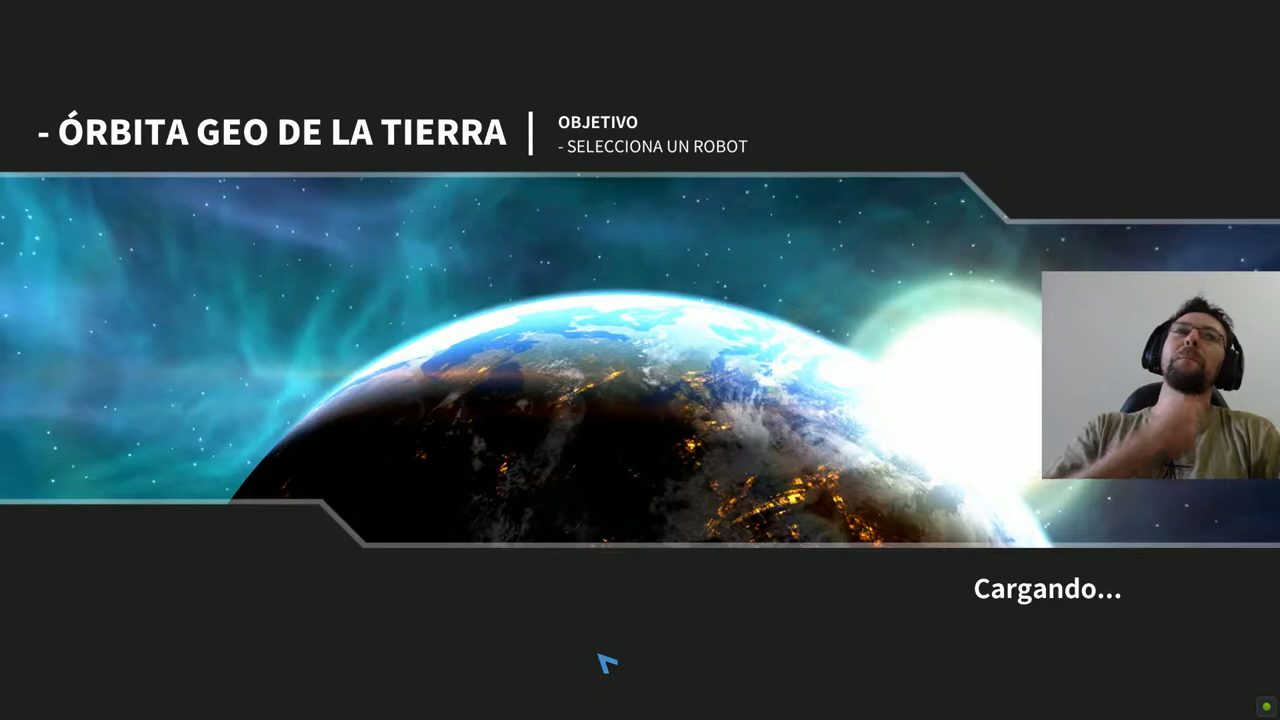 - ÓRBITA GEO DE LA TIERRA
OBJETIVO
- SELECCIONA UN ROBOT
Cargando...